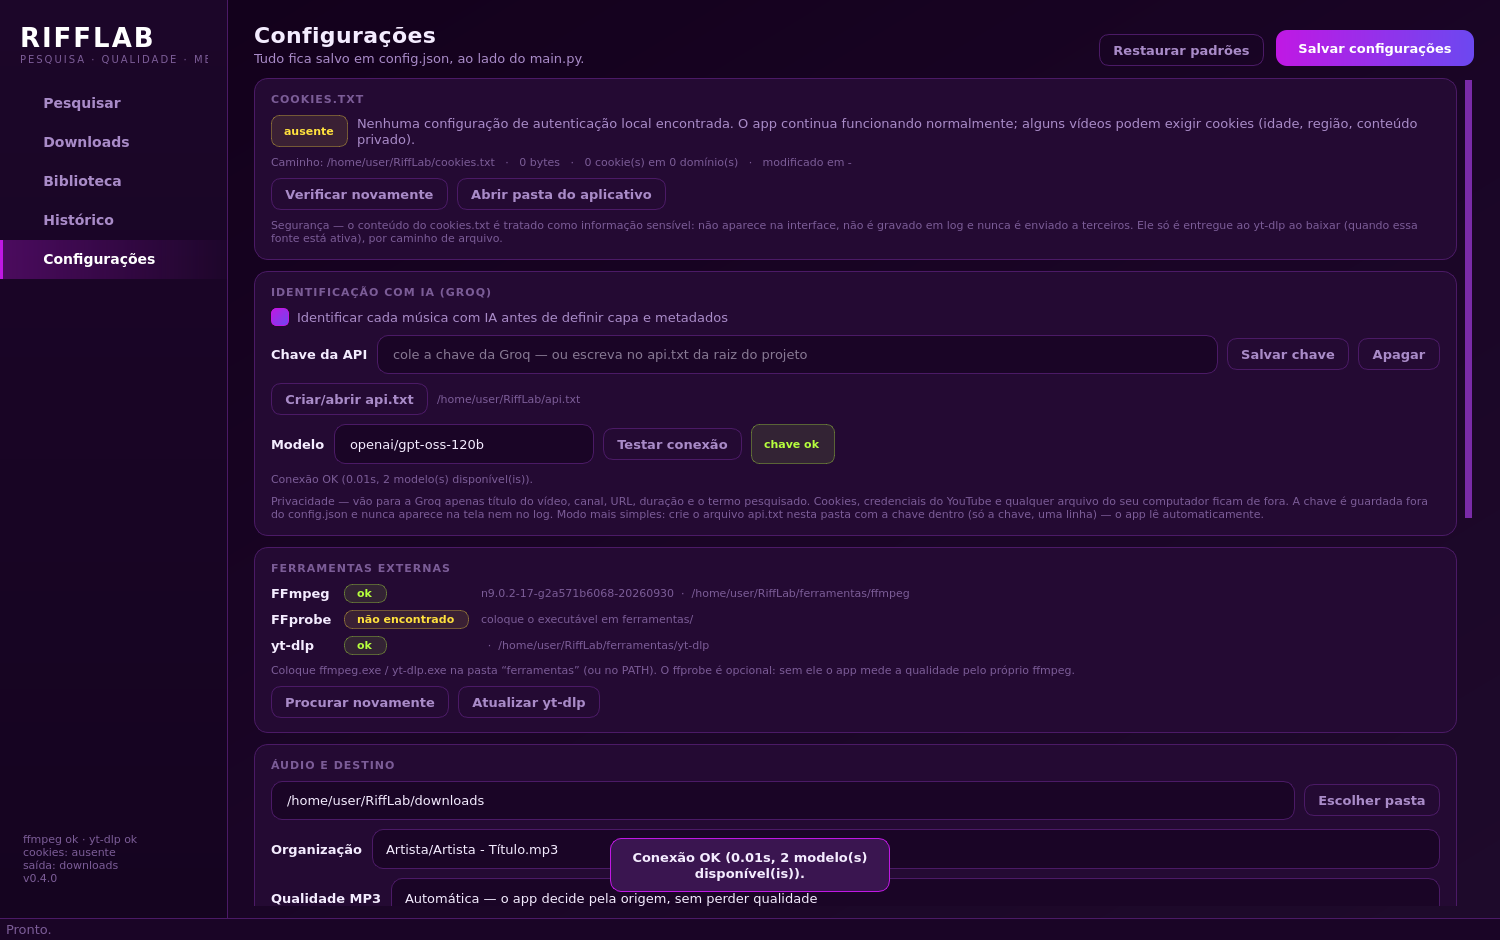 RIFFLAB
PESQUISA · QUALIDADE · ME
Pesquisar
Downloads
Biblioteca
Histórico
Configurações
ffmpeg ok · yt-dlp ok
cookies: ausente
saída: downloads
v0.4.0
Configurações
Tudo fica salvo em config.json, ao lado do main.py.
Restaurar padrões
Salvar configurações
COOKIES.TXT
ausente
Nenhuma configuração de autenticação local encontrada. O app continua funcionando normalmente; alguns vídeos podem exigir cookies (idade, região, conteúdo
privado).
Caminho: /home/user/RiffLab/cookies.txt · 0 bytes · 0 cookie(s) em 0 domínio(s) · modificado em -
Verificar novamente
Abrir pasta do aplicativo
Segurança — o conteúdo do cookies.txt é tratado como informação sensível: não aparece na interface, não é gravado em log e nunca é enviado a terceiros. Ele só é entregue ao yt-dlp ao baixar (quando essa
fonte está ativa), por caminho de arquivo.
IDENTIFICAÇÃO COM IA (GROQ)
Identificar cada música com IA antes de definir capa e metadados
Chave da API
cole a chave da Groq — ou escreva no api.txt da raiz do projeto
Salvar chave
Apagar
Criar/abrir api.txt
/home/user/RiffLab/api.txt
Modelo
openai/gpt-oss-120b
Testar conexão
chave ok
Conexão OK (0.01s, 2 modelo(s) disponível(is)).
Privacidade — vão para a Groq apenas título do vídeo, canal, URL, duração e o termo pesquisado. Cookies, credenciais do YouTube e qualquer arquivo do seu computador ficam de fora. A chave é guardada fora
do config.json e nunca aparece na tela nem no log. Modo mais simples: crie o arquivo api.txt nesta pasta com a chave dentro (só a chave, uma linha) — o app lê automaticamente.
FERRAMENTAS EXTERNAS
FFmpeg
ok
n9.0.2-17-g2a571b6068-20260930 · /home/user/RiffLab/ferramentas/ffmpeg
FFprobe
não encontrado
coloque o executável em ferramentas/
yt-dlp
ok
· /home/user/RiffLab/ferramentas/yt-dlp
Coloque ffmpeg.exe / yt-dlp.exe na pasta “ferramentas” (ou no PATH). O ffprobe é opcional: sem ele o app mede a qualidade pelo próprio ffmpeg.
Procurar novamente
Atualizar yt-dlp
ÁUDIO E DESTINO
/home/user/RiffLab/downloads
Escolher pasta
Organização
Artista/Artista - Título.mp3
Conexão OK (0.01s, 2 modelo(s)
disponível(is)).
Qualidade MP3
Automática — o app decide pela origem, sem perder qualidade
Pronto.